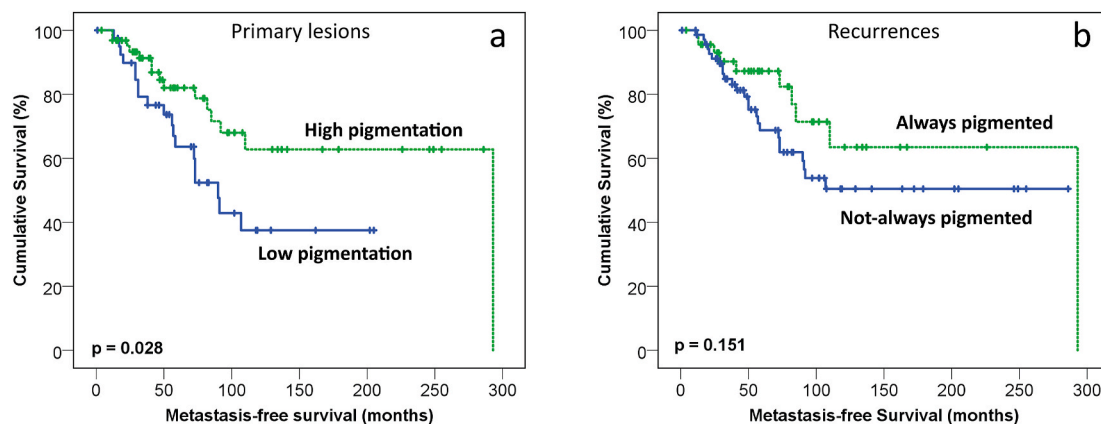 Primary lesions
a
Cumulative Survival (%)
100
80
60
40
20
0
High pigmentation
Low pigmentation
p = 0.028
0 50 100 150 200 250 300
Metastasis-free survival (months)
Recurrences
b
Cumulative Survival (%)
100
80
60
40
20
0
Always pigmented
Not-always pigmented
p = 0.151
0 50 100 150 200 250 300
Metastasis-free Survival (months)